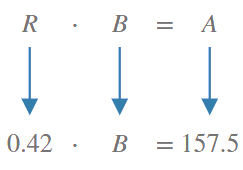 R · B = A
0.42 · B = 157.5